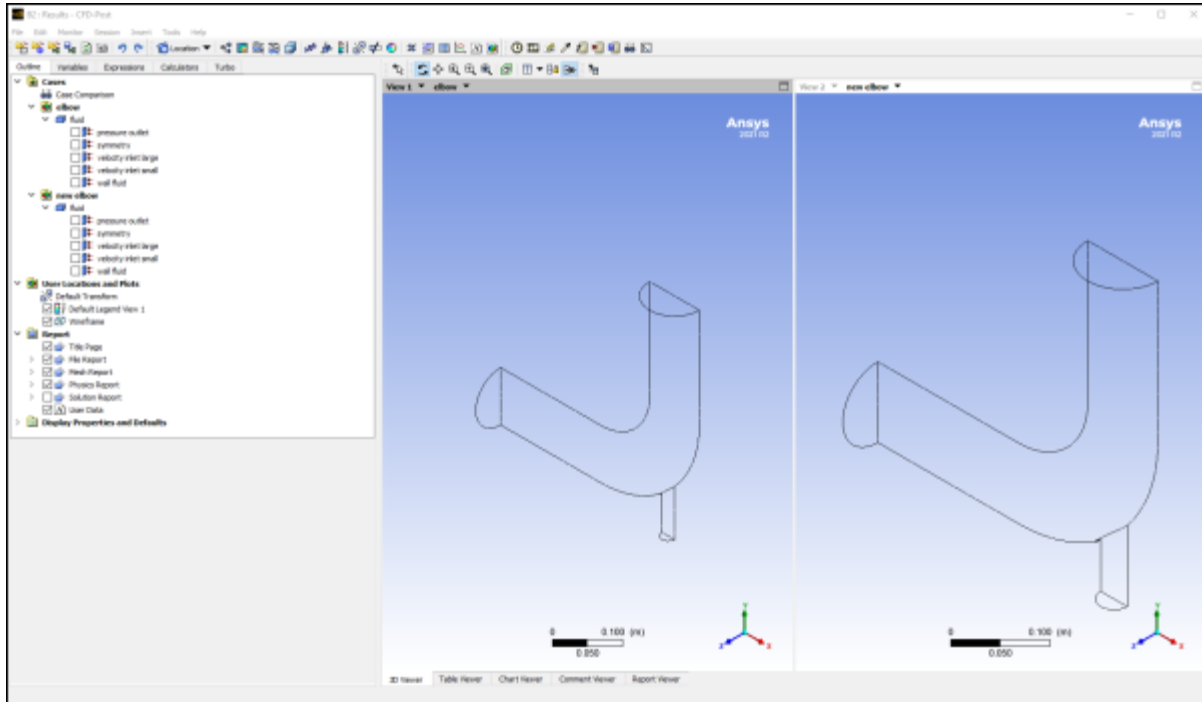 B2 : Results - CFD-Post
File Edit Monitor Session Insert Tools Help
Location
Outline Variables Expressions Calculators Turbo
Cases
Case Comparison
elbow
fluid
pressure outlet
symmetry
velocity inlet large
velocity inlet small
wall fluid
new elbow
fluid
pressure outlet
symmetry
velocity inlet large
velocity inlet small
wall fluid
User Locations and Plots
Default Transform
Default Legend View 1
Wireframe
Report
Title Page
File Report
Mesh Report
Physics Report
Solution Report
User Data
Display Properties and Defaults
View 1 elbow
Ansys
2021 R2
0 0.100 (m)
0.050
Y
Z X
View 2 new elbow
Ansys
2021 R2
0 0.100 (m)
0.050
Y
Z X
3D Viewer Table Viewer Chart Viewer Comment Viewer Report Viewer